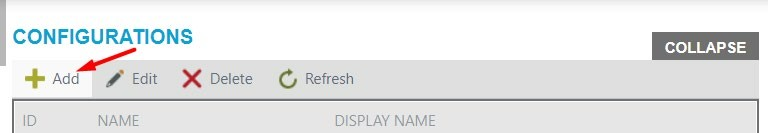 CONFIGURATIONS
COLLAPSE
Add Edit Delete Refresh
ID NAME DISPLAY NAME